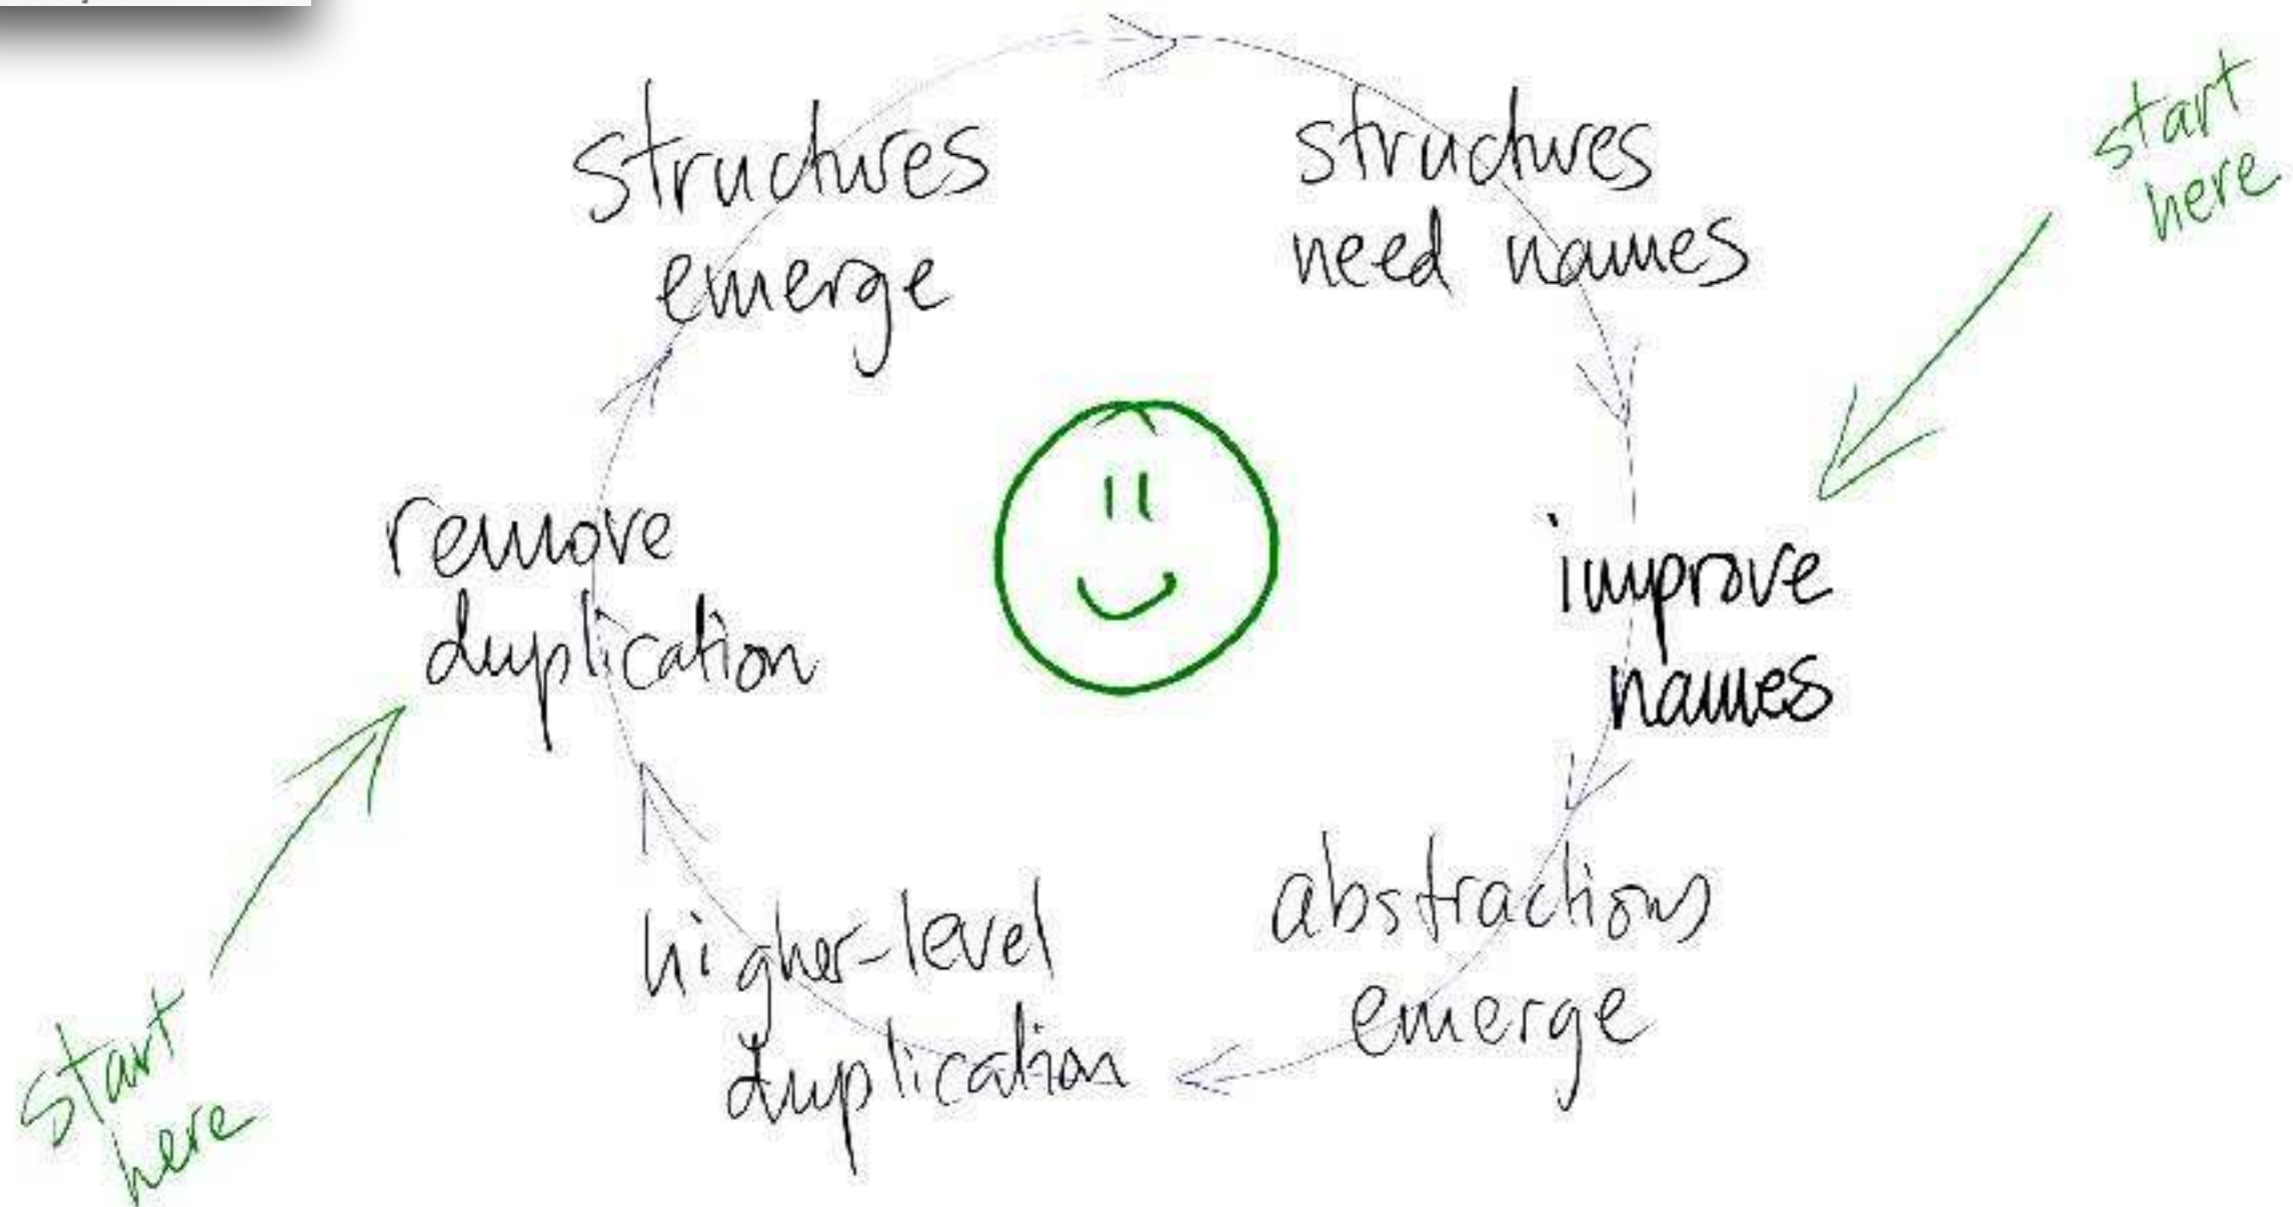 structures
emerge
structures
need names
start
here
improve
names
abstractions
emerge
higher-level
duplication
remove
duplication
start
here